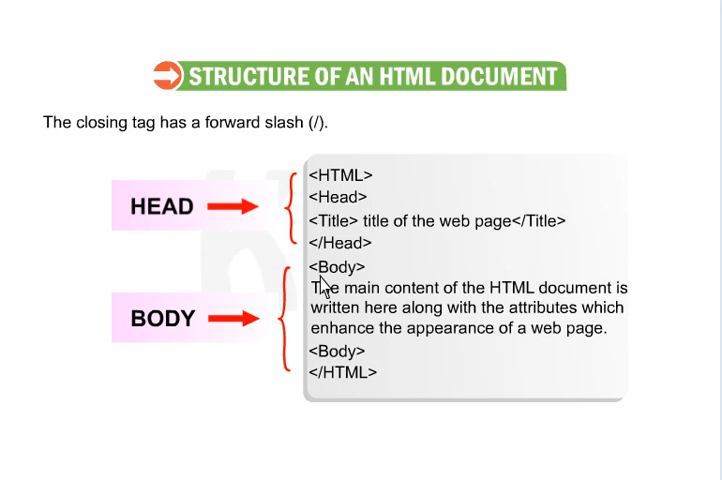 STRUCTURE OF AN HTML DOCUMENT
The closing tag has a forward slash (/).
HEAD
<HTML>
<Head>
<Title> title of the web page</Title>
</Head>
BODY
<Body>
The main content of the HTML document is
written here along with the attributes which
enhance the appearance of a web page.
<Body>
</HTML>